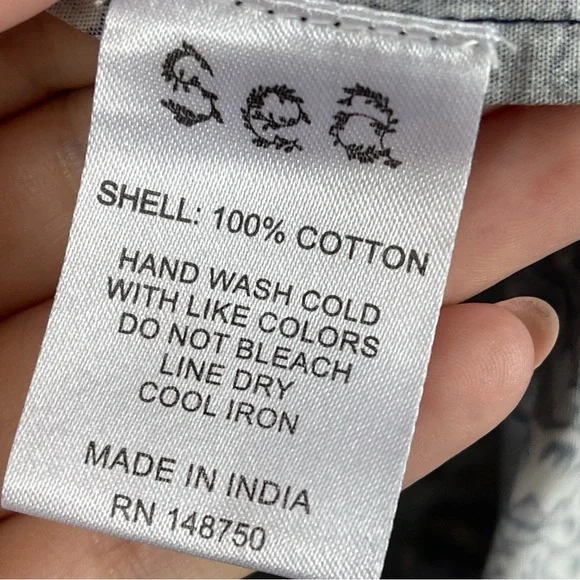 Sea
SHELL: 100% COTTON
HAND WASH COLD
WITH LIKE COLORS
DO NOT BLEACH
LINE DRY
COOL IRON
MADE IN INDIA
RN 148750